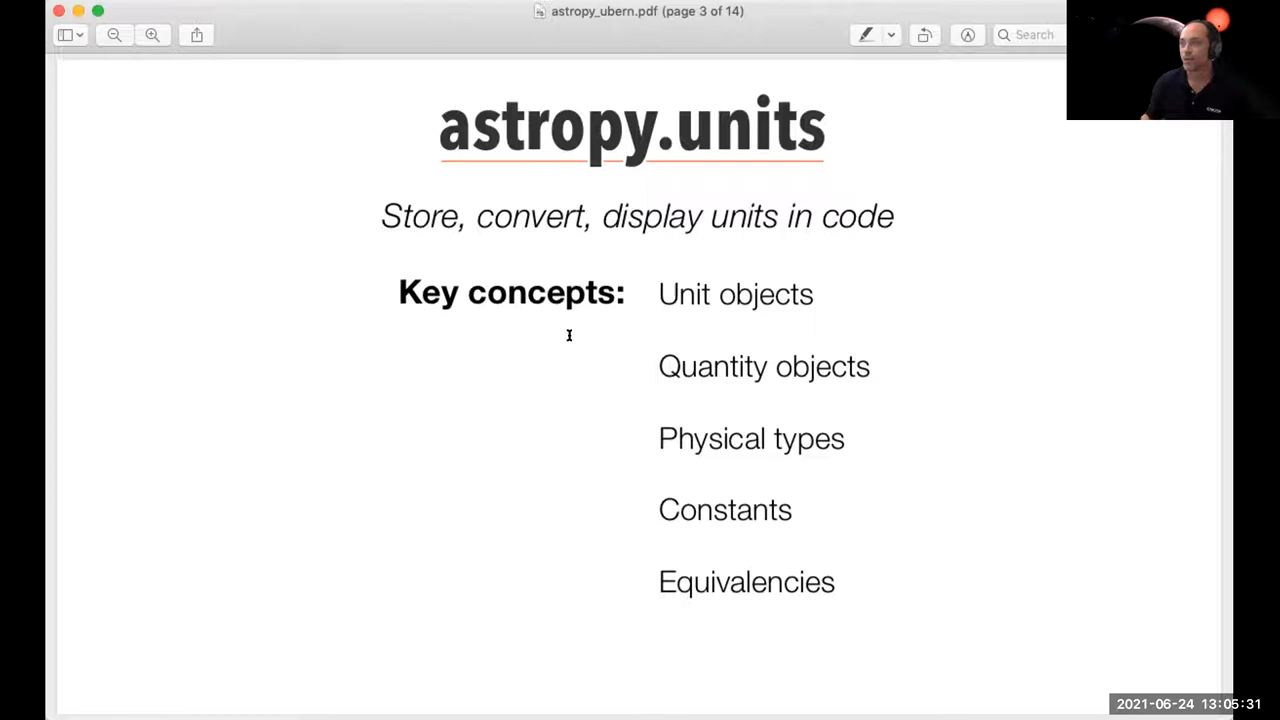 astropy_ubern.pdf (page 3 of 14)
Search
astropy.units
Store, convert, display units in code
Key concepts:
Unit objects
Quantity objects
Physical types
Constants
Equivalencies
2021-06-24 13:05:31